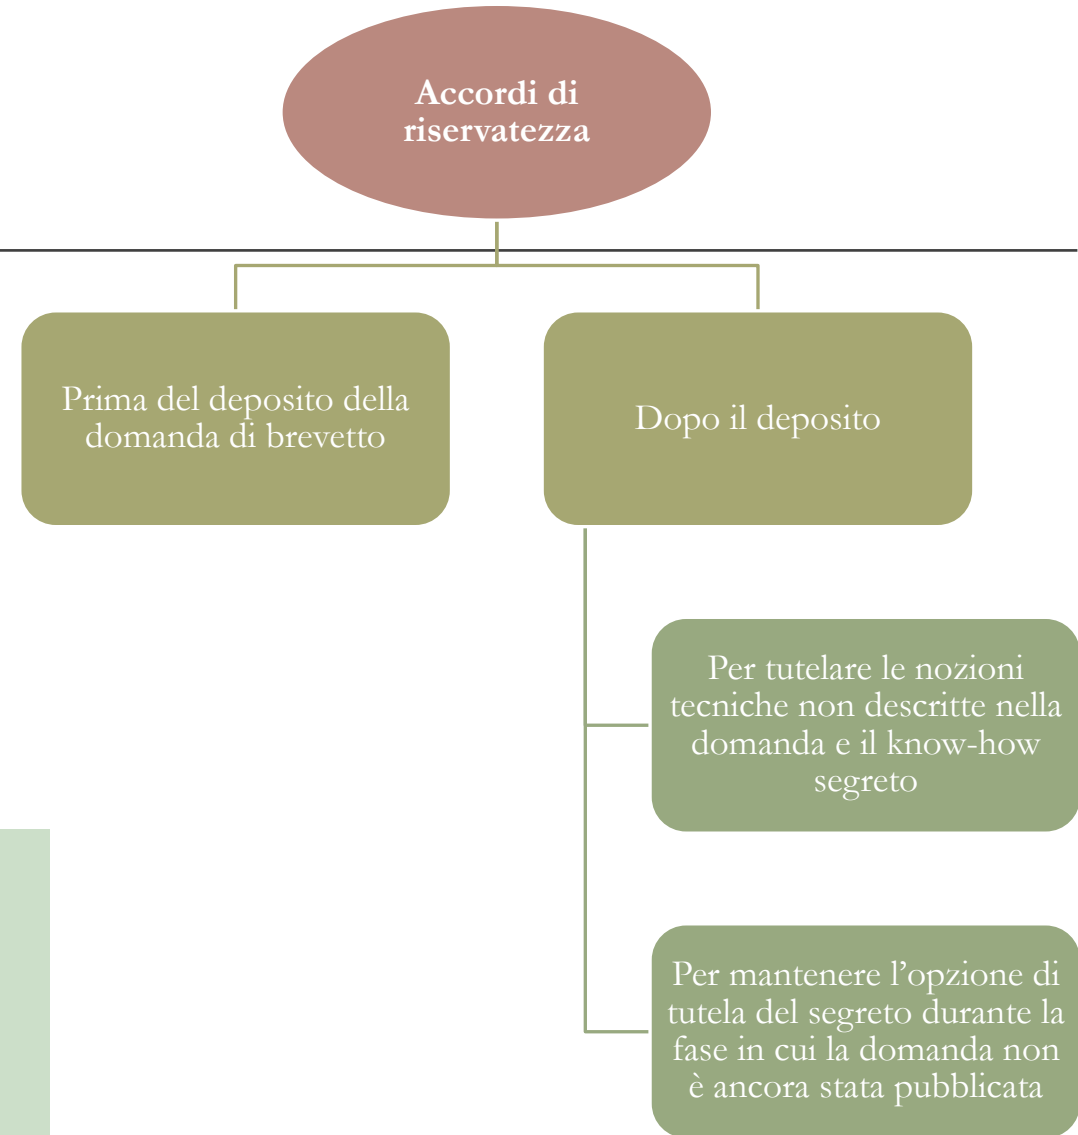 Accordi di
riservatezza
Prima del deposito della
domanda di brevetto
Dopo il deposito
Per tutelare le nozioni
tecniche non descritte nella
domanda e il know-how
segreto
Per mantenere l’opzione di
tutela del segreto durante la
fase in cui la domanda non
è ancora stata pubblicata